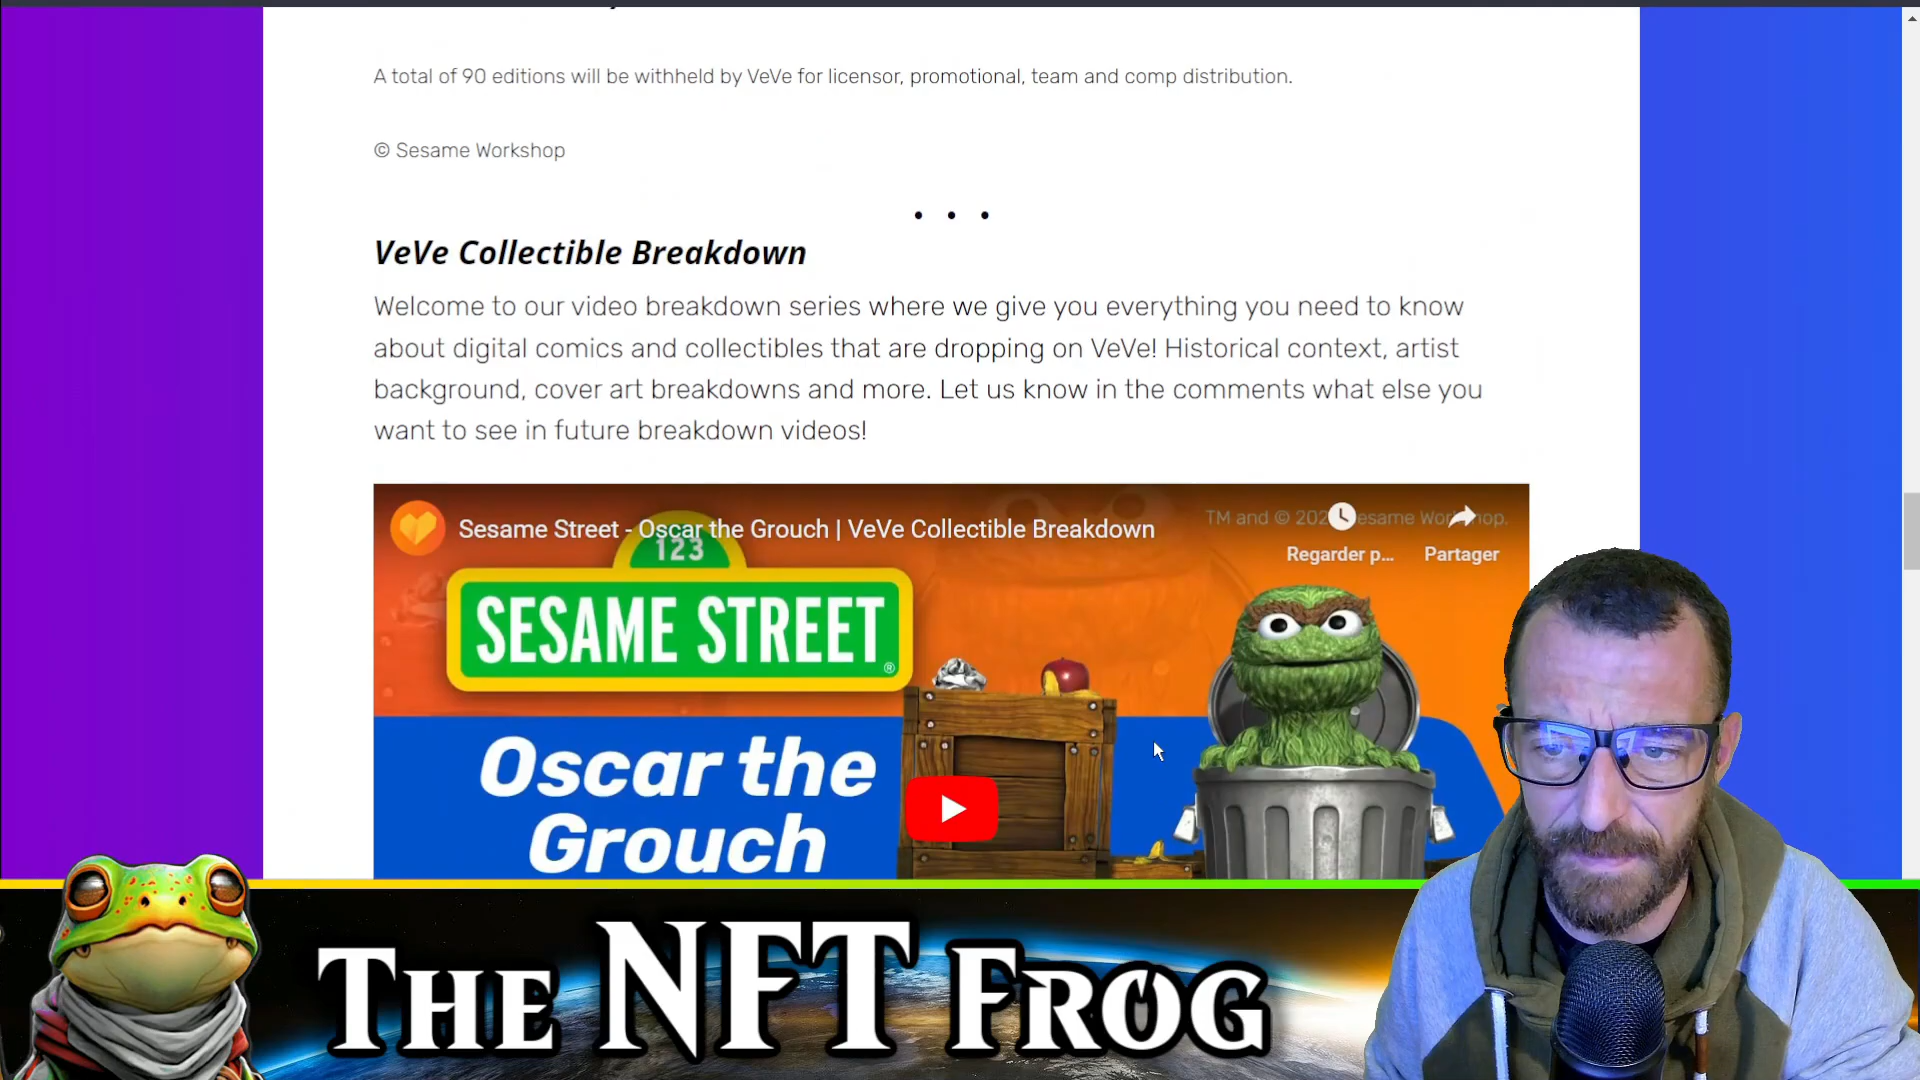 A total of 90 editions will be withheld by VeVe for licensor, promotional, team and comp distribution.
© Sesame Workshop
• • •
VeVe Collectible Breakdown
Welcome to our video breakdown series where we give you everything you need to know
about digital comics and collectibles that are dropping on VeVe! Historical context, artist
background, cover art breakdowns and more. Let us know in the comments what else you
want to see in future breakdown videos!
Sesame Street - Oscar the Grouch | VeVe Collectible Breakdown
TM and ©
Regarder p...
Partager
123
SESAME STREET
®
Oscar the
Grouch
THE NFT FROG